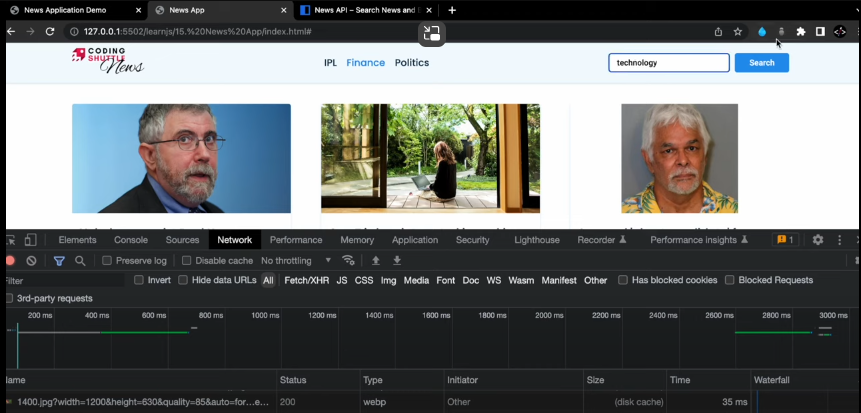 News Application Demo
News App
News API – Search News and
127.0.0.1:5502/learnjs/15.%20News%20App/index.html#
CODING
SHUTTLE
News
IPL Finance Politics
technology
Search
Elements Console Sources Network Performance Memory Application Security Lighthouse Recorder Performance insights 1
Preserve log Disable cache No throttling
Filter Invert Hide data URLs All Fetch/XHR JS CSS Img Media Font Doc WS Wasm Manifest Other Has blocked cookies Blocked Requests
3rd-party requests
200 ms 400 ms 600 ms 800 ms 1000 ms 1200 ms 1400 ms 1600 ms 1800 ms 2000 ms 2200 ms 2400 ms 2600 ms 2800 ms 3000 ms
lame Status Type Initiator Size Time Waterfall
1400.jpg?width=1200&height=630&quality=85&auto=for...e... 200 webp Other (disk cache) 35 ms